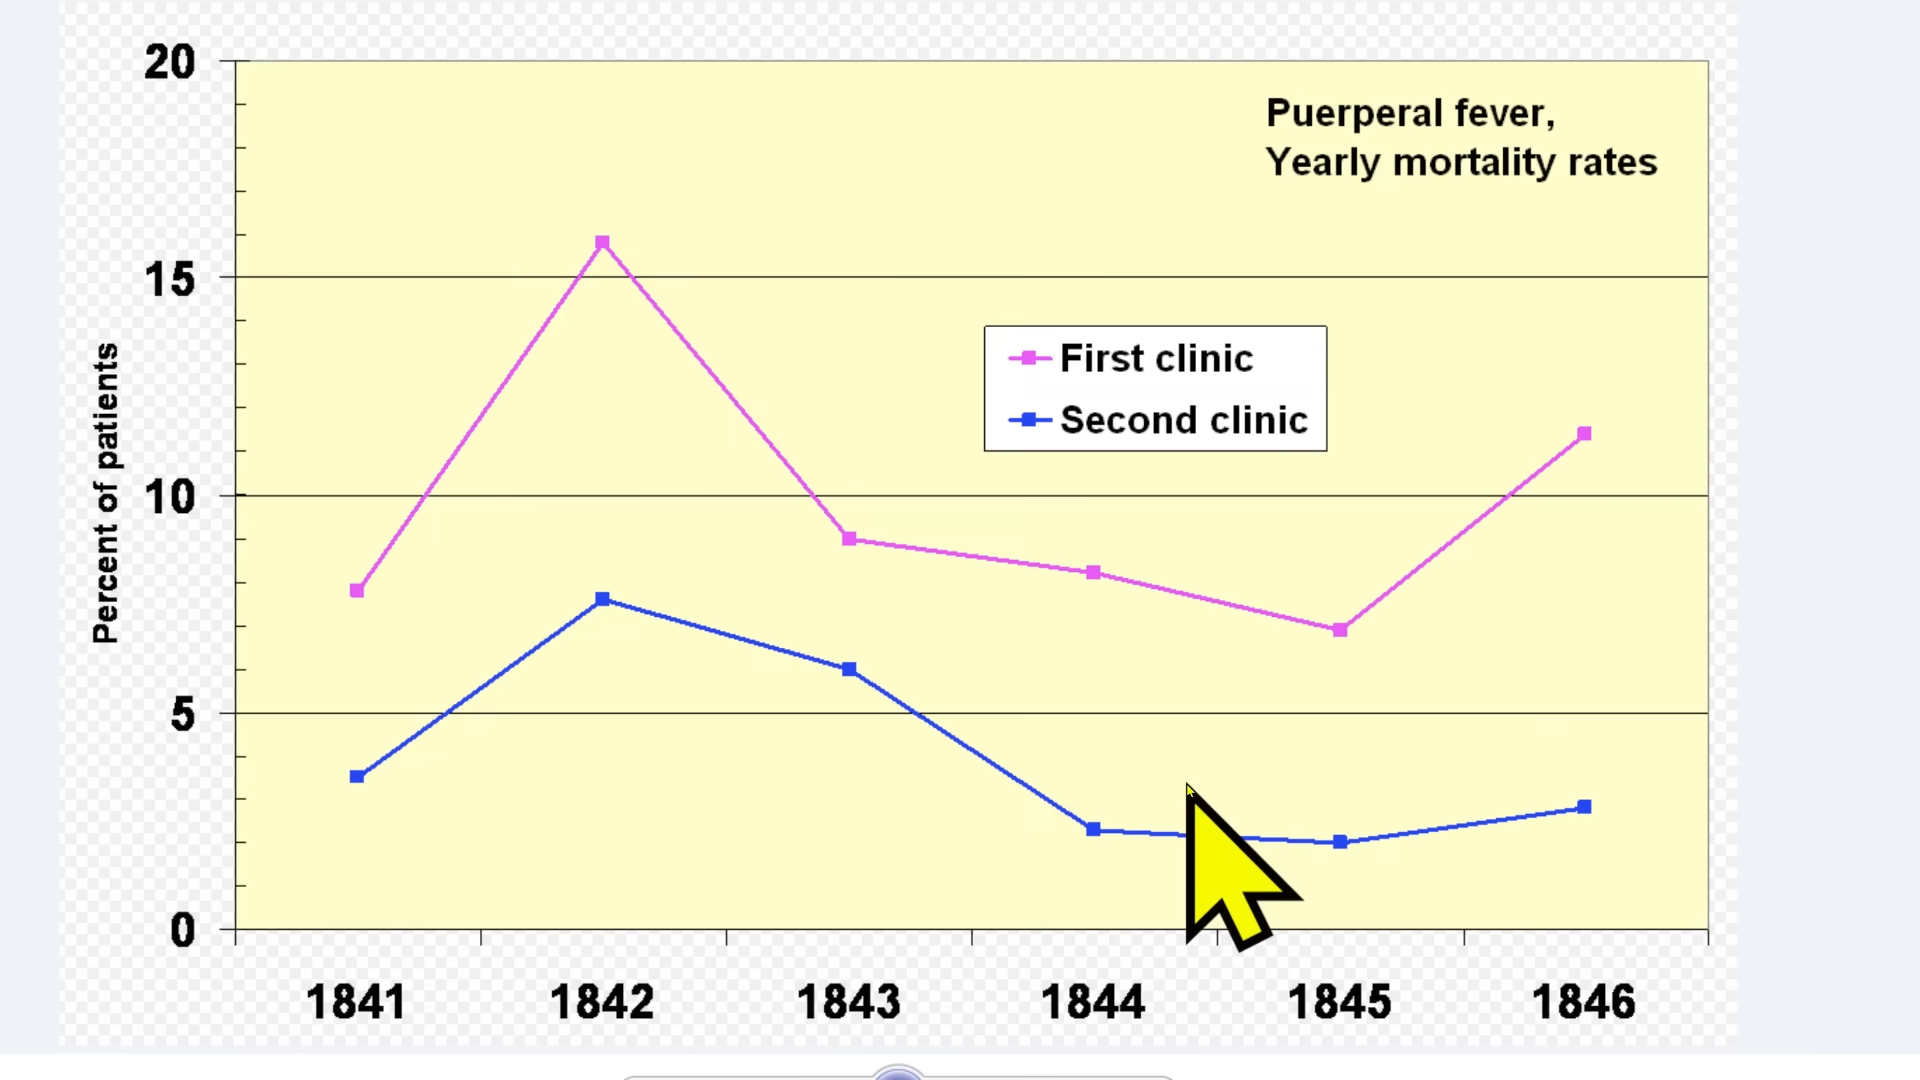 20
Puerperal fever,
Yearly mortality rates
15
First clinic
Second clinic
10
5
0
Percent of patients
1841 1842 1843 1844 1845 1846